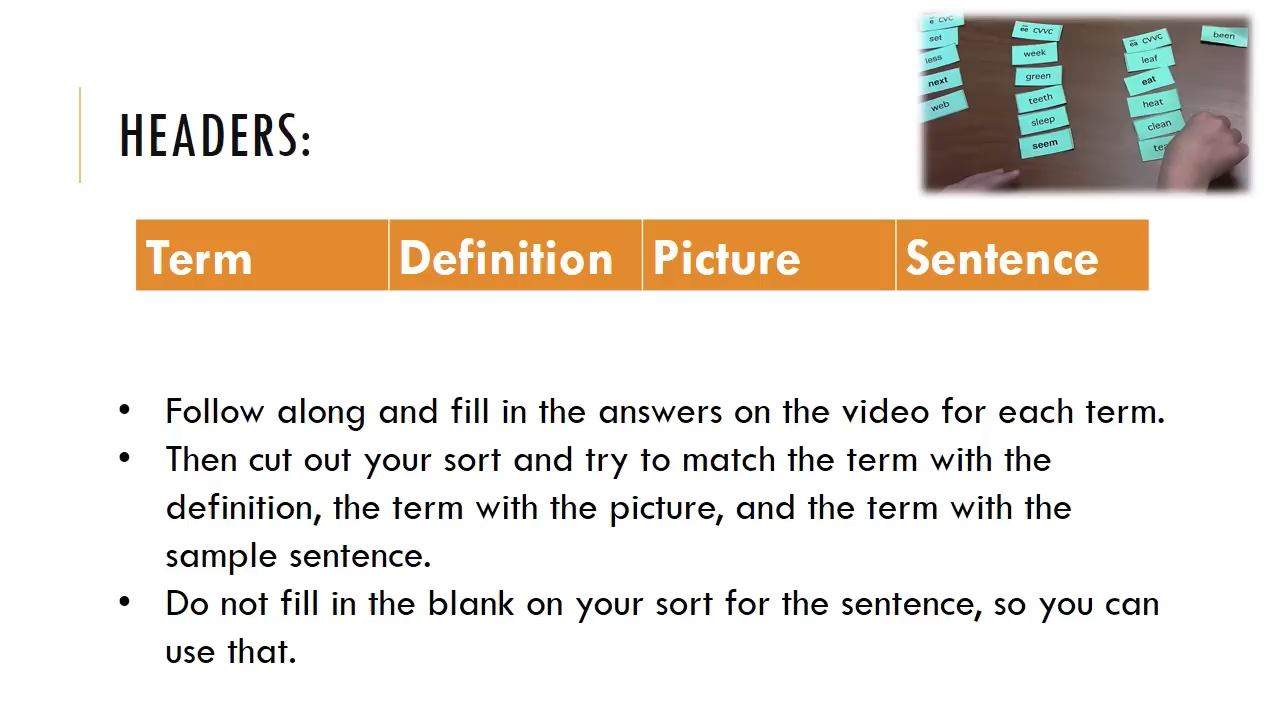 HEADERS:
Term Definition Picture Sentence
• Follow along and fill in the answers on the video for each term.
• Then cut out your sort and try to match the term with the
definition, the term with the picture, and the term with the
sample sentence.
• Do not fill in the blank on your sort for the sentence, so you can
use that.
e CVC
set
less
next
web
ee CVVC
week
green
teeth
sleep
seem
ea CVVC
leaf
eat
heat
clean
been